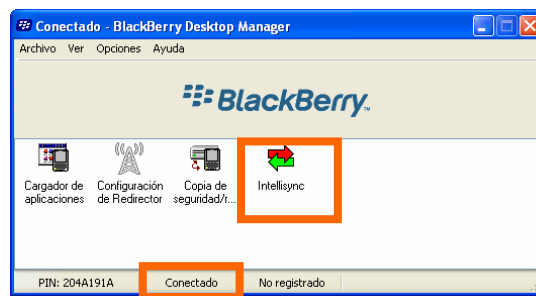 Conectado - BlackBerry Desktop Manager
Archivo Ver Opciones Ayuda
BlackBerry
Cargador de
aplicaciones
Configuración
de Redirector
Copia de
seguridad/r...
Intellisync
PIN: 204A191A Conectado No registrado